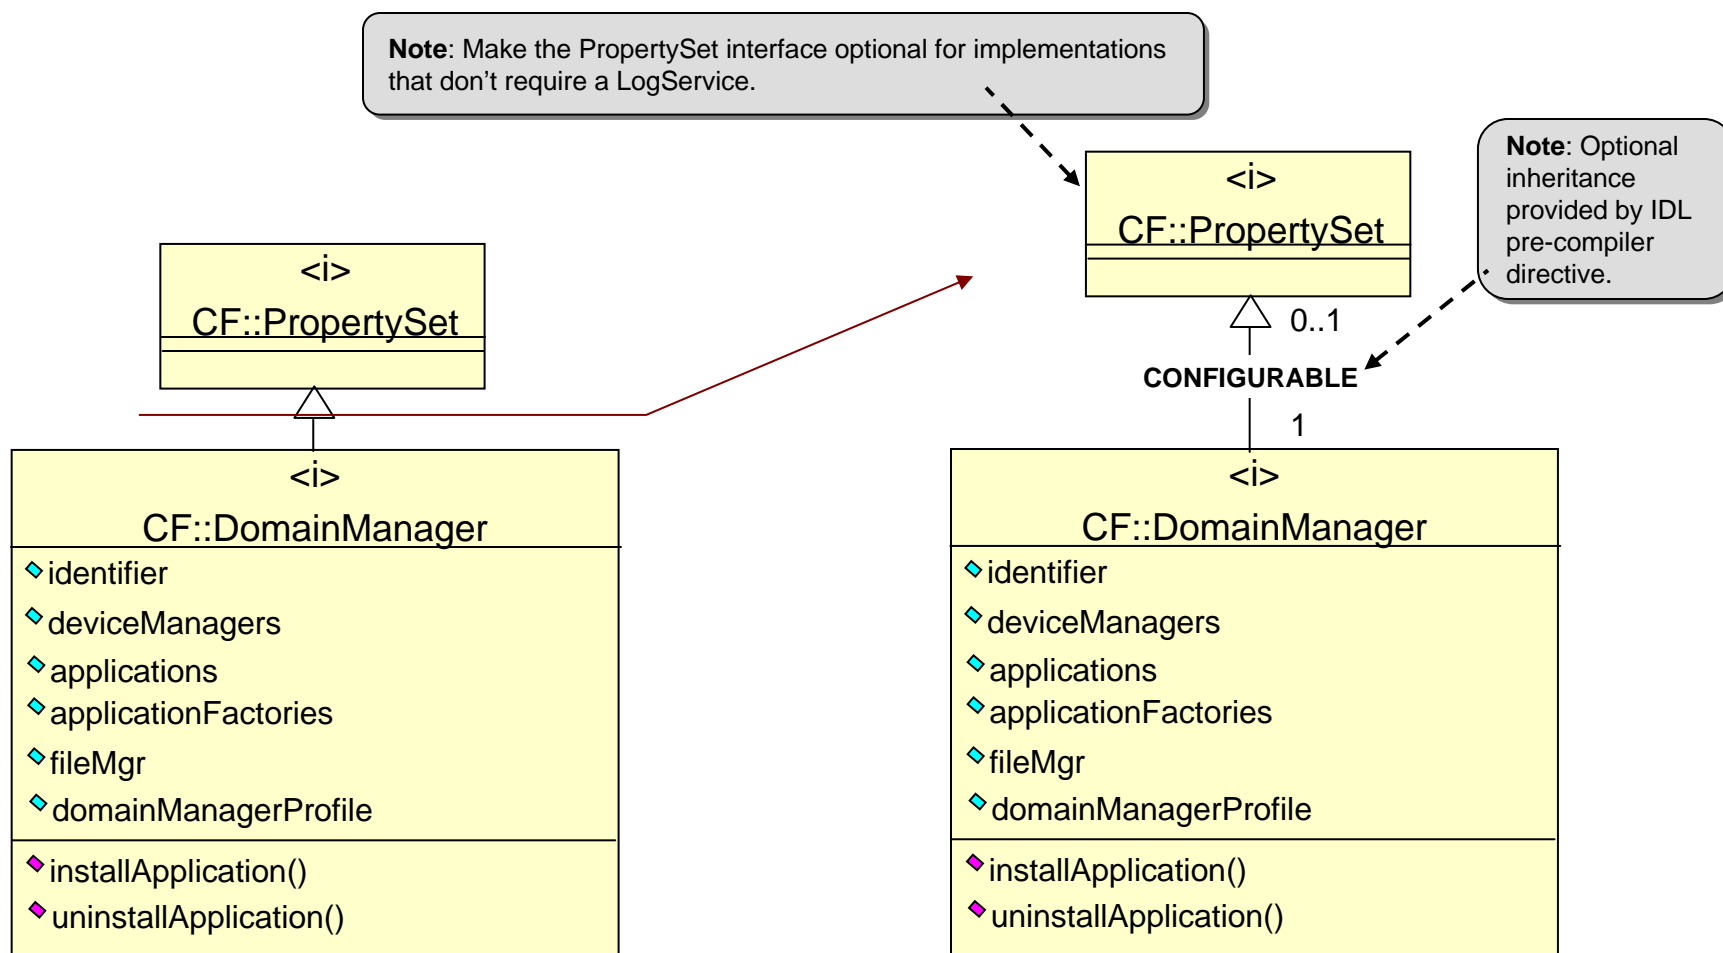 Note: Make the PropertySet interface optional for implementations
that don't require a LogService.
Note: Optional
inheritance
provided by IDL
pre-compiler
directive.
<i>
CF::PropertySet
<i>
CF::DomainManager
identifier
deviceManagers
applications
applicationFactories
fileMgr
domainManagerProfile
installApplication()
uninstallApplication()
<i>
CF::PropertySet
0..1
CONFIGURABLE
1
<i>
CF::DomainManager
identifier
deviceManagers
applications
applicationFactories
fileMgr
domainManagerProfile
installApplication()
uninstallApplication()